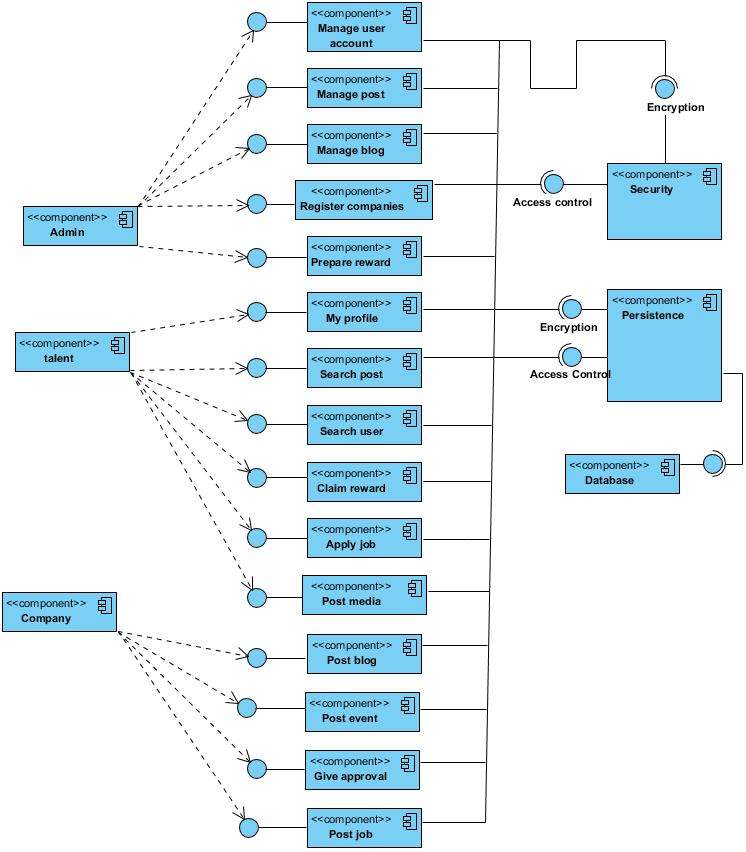 <<component>>
Manage user
account
<<component>>
Manage post
Encryption
<<component>>
Manage blog
<<component>>
Security
<<component>>
Register companies
Access control
<<component>>
Admin
<<component>>
Prepare reward
<<component>>
My profile
<<component>>
Persistence
Encryption
<<component>>
talent
<<component>>
Search post
Access Control
<<component>>
Search user
<<component>>
Claim reward
<<component>>
Database
<<component>>
Apply job
<<component>>
Post media
<<component>>
Company
<<component>>
Post blog
<<component>>
Post event
<<component>>
Give approval
<<component>>
Post job